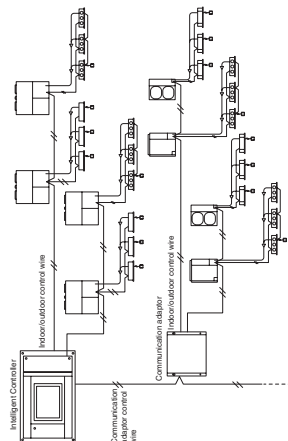 Intelligent Controller
Indoor/outdoor control wire
Communication
adaptor control
wire
Communication adaptor
Indoor/outdoor control wire